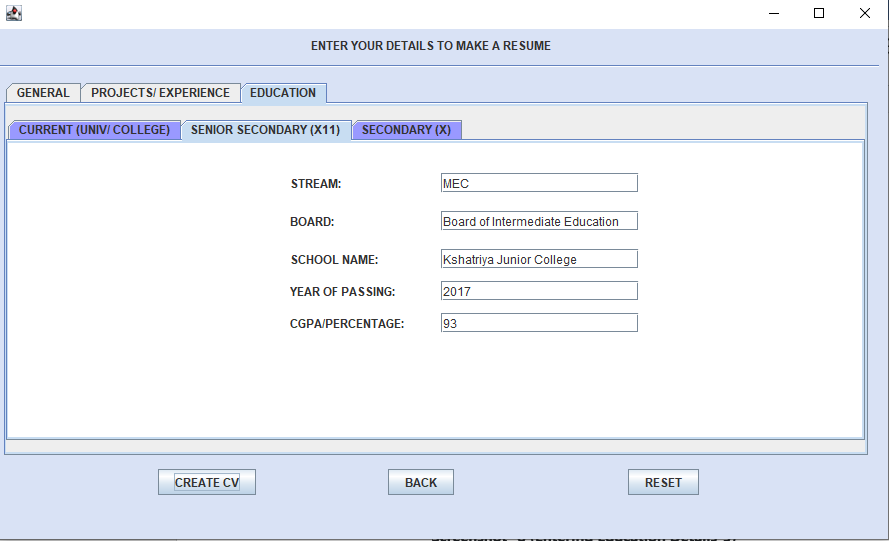 ENTER YOUR DETAILS TO MAKE A RESUME
GENERAL PROJECTS/ EXPERIENCE EDUCATION
CURRENT (UNIV/ COLLEGE) SENIOR SECONDARY (X11) SECONDARY (X)
STREAM: MEC
BOARD: Board of Intermediate Education
SCHOOL NAME: Kshatriya Junior College
YEAR OF PASSING: 2017
CGPA/PERCENTAGE: 93
CREATE CV BACK RESET